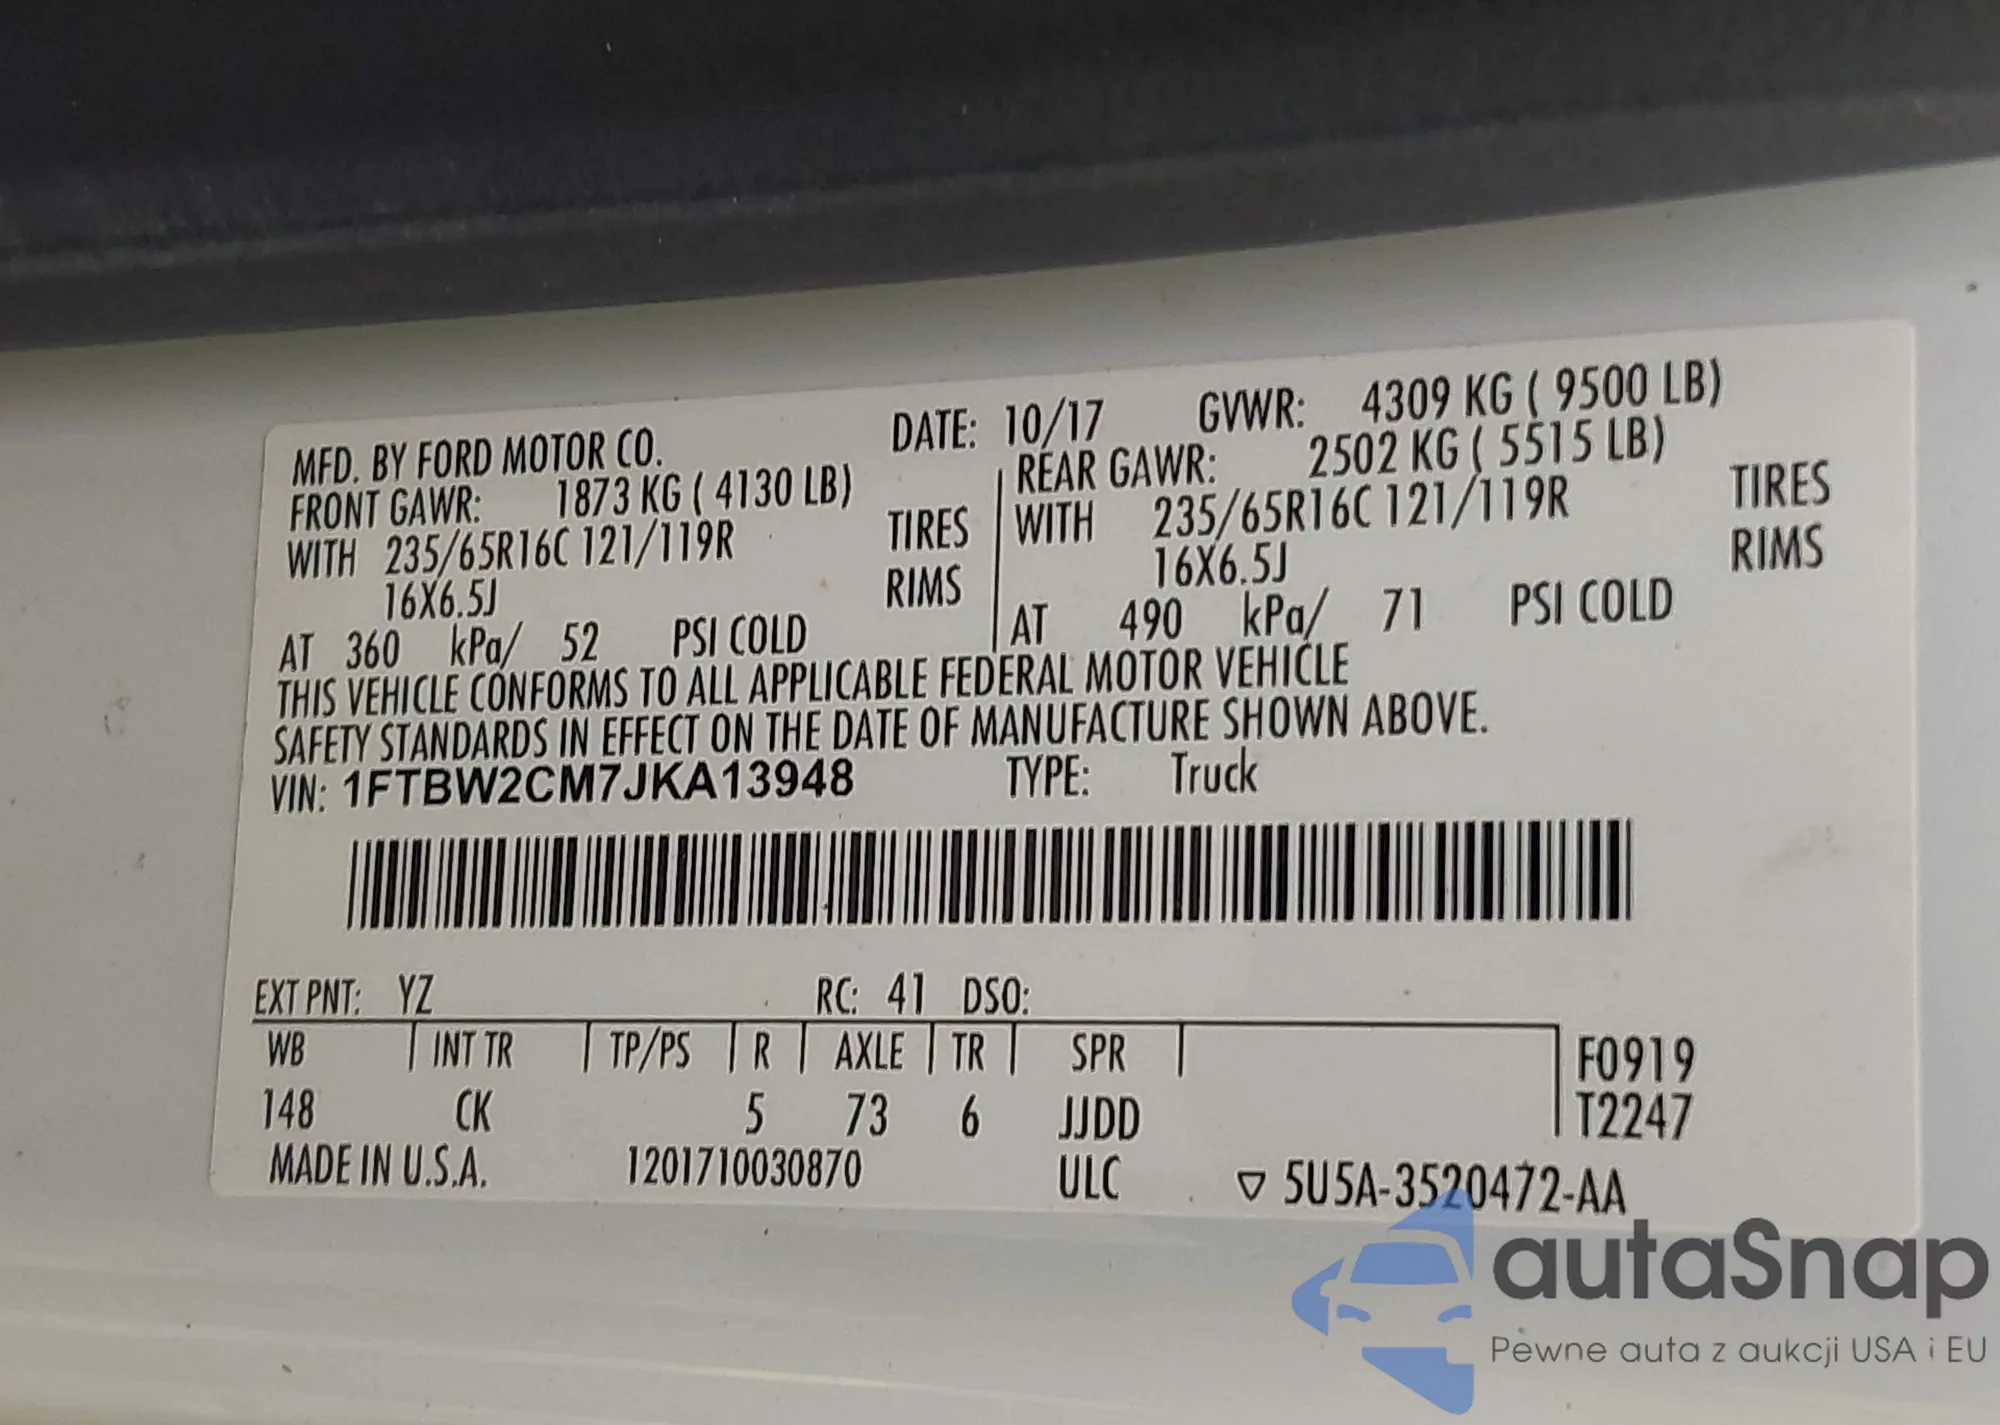 MFD. BY FORD MOTOR CO. DATE: 10/17 GVWR: 4309 KG ( 9500 LB)
FRONT GAWR: 1873 KG ( 4130 LB) REAR GAWR: 2502 KG ( 5515 LB)
WITH 235/65R16C 121/119R TIRES WITH 235/65R16C 121/119R TIRES
16X6.5J RIMS 16X6.5J RIMS
AT 360 kPa/ 52 PSI COLD AT 490 kPa/ 71 PSI COLD
THIS VEHICLE CONFORMS TO ALL APPLICABLE FEDERAL MOTOR VEHICLE
SAFETY STANDARDS IN EFFECT ON THE DATE OF MANUFACTURE SHOWN ABOVE.
VIN: 1FTBW2CM7JKA13948 TYPE: Truck
EXT PNT: YZ RC: 41 DSO:
WB INT TR TP/PS R AXLE TR SPR F0919
148 CK 5 73 6 JJDD T2247
MADE IN U.S.A. 1201710030870 ULC ▽ 5U5A-3520472-AA
autaSnap
Pewne auta z aukcji USA i EU